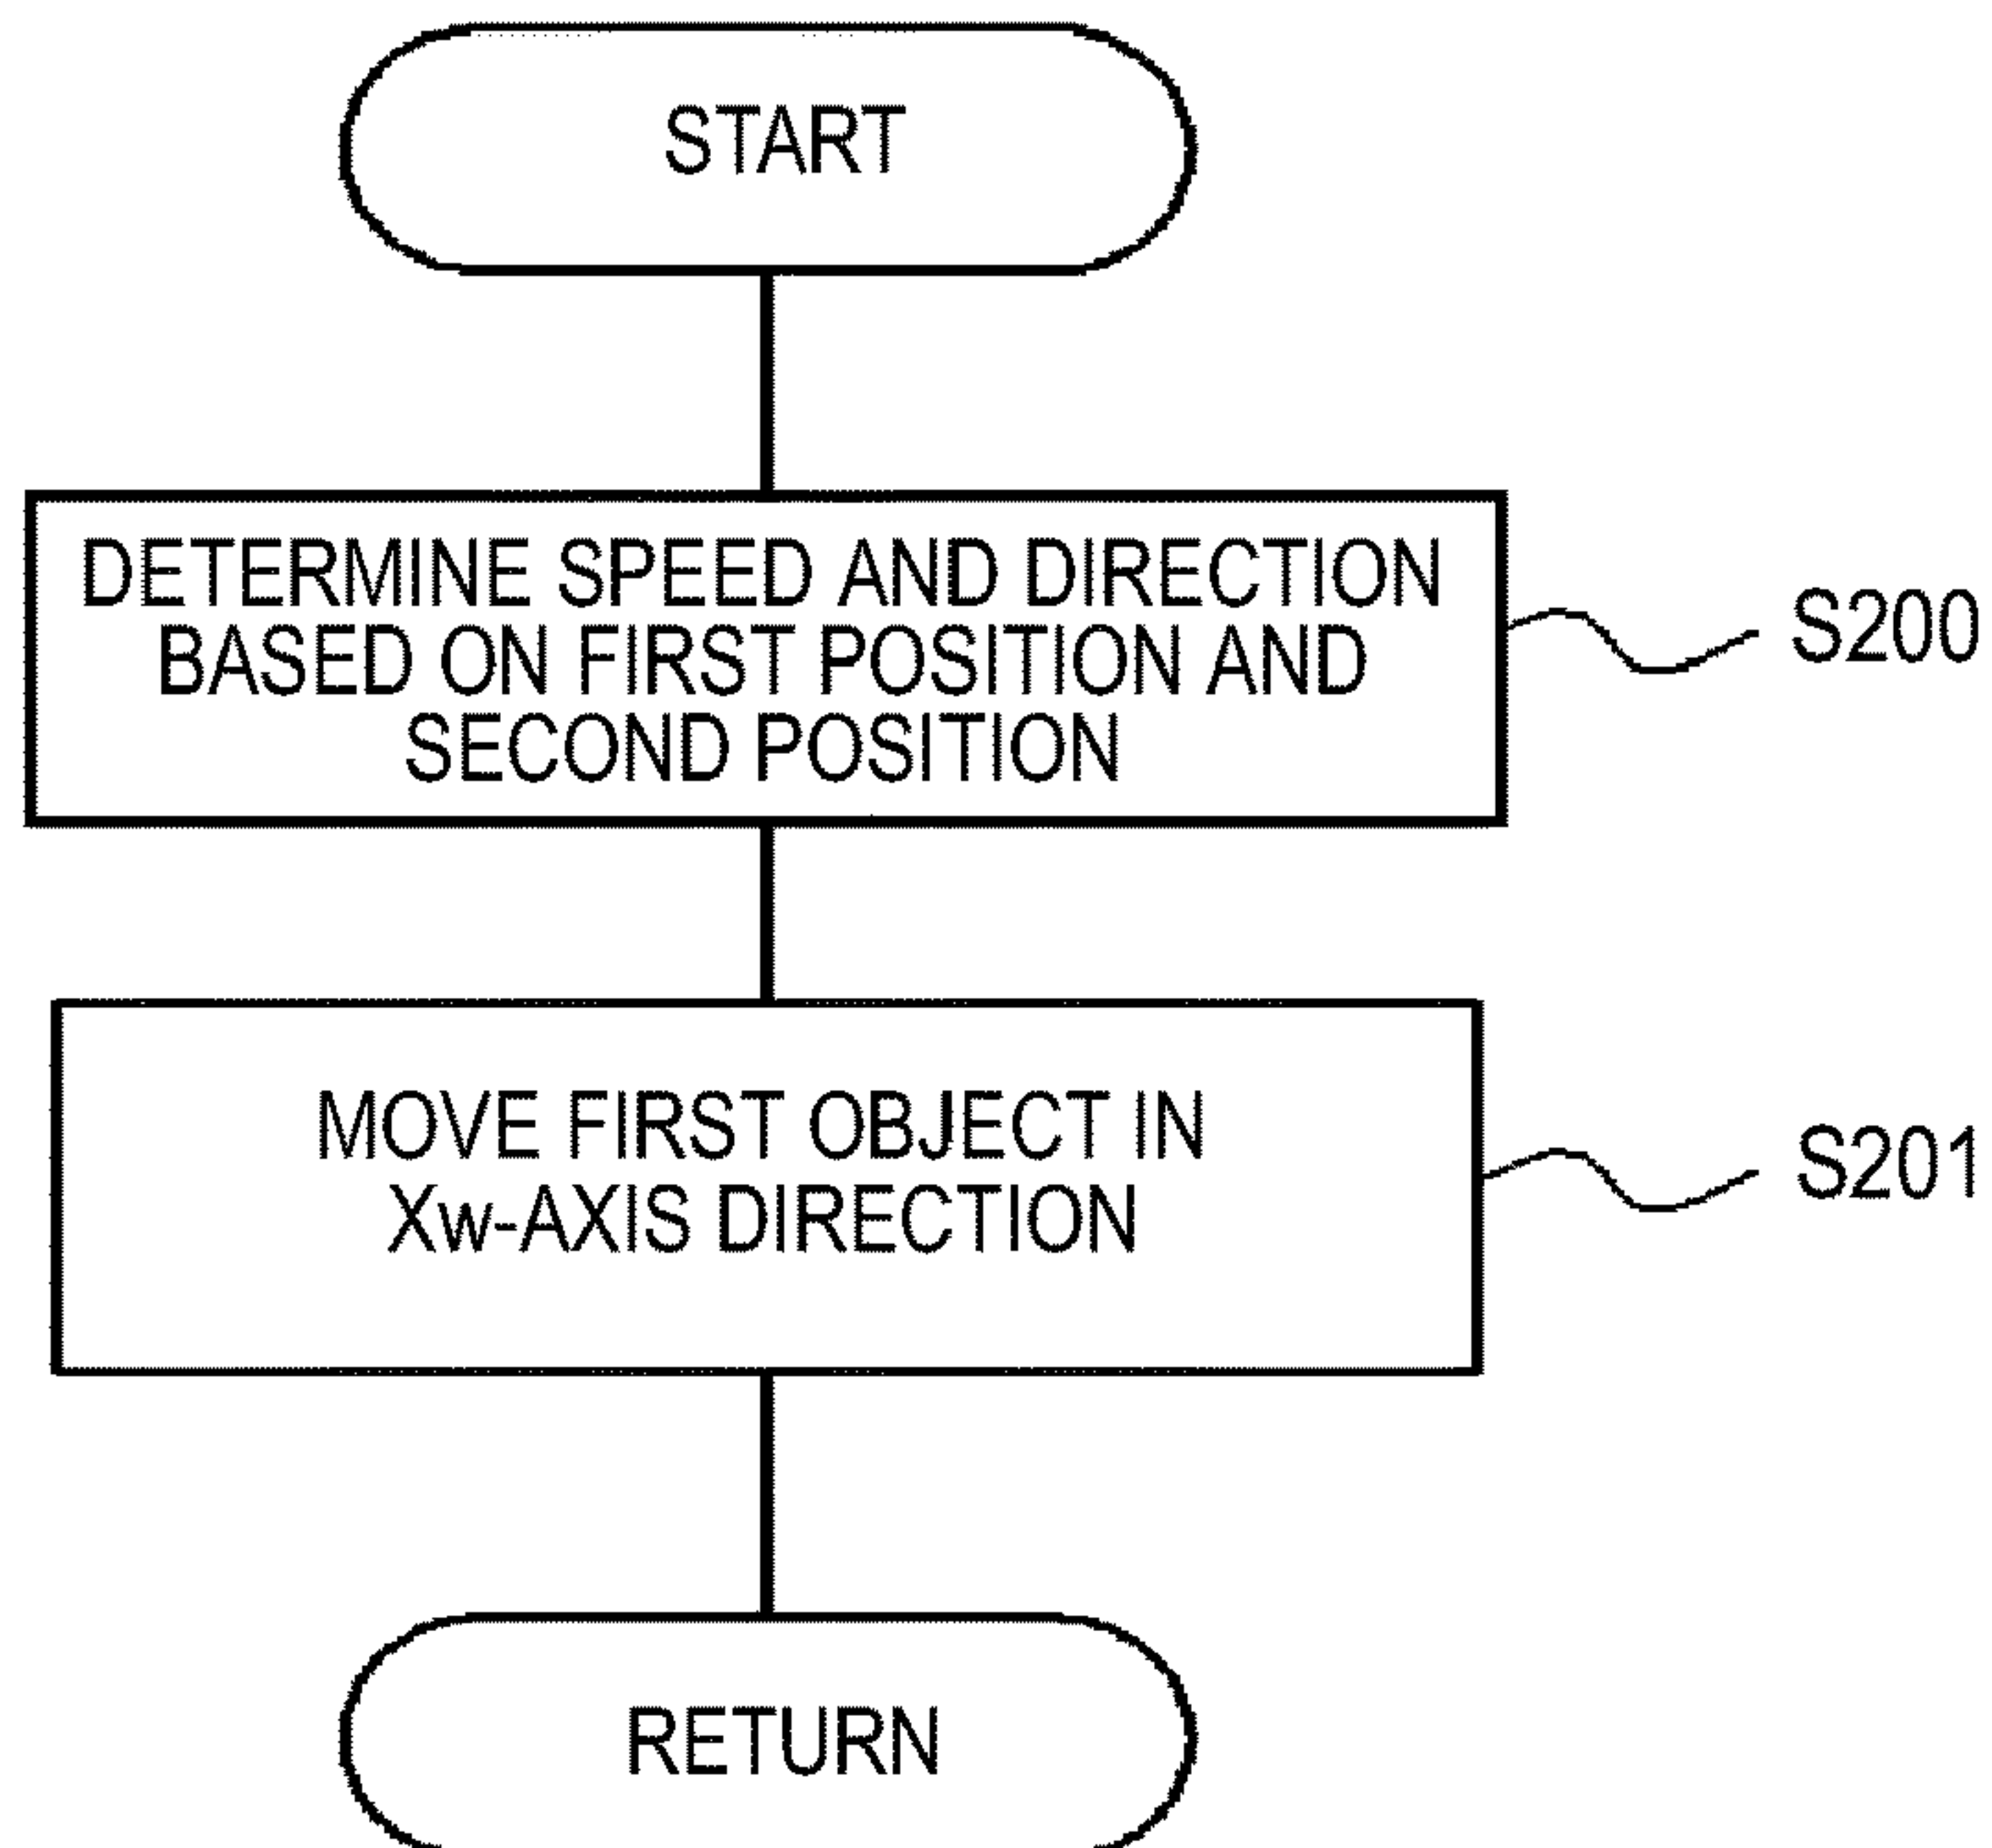 START
DETERMINE SPEED AND DIRECTION
BASED ON FIRST POSITION AND
SECOND POSITION
S200
MOVE FIRST OBJECT IN
Xw-AXIS DIRECTION
S201
RETURN